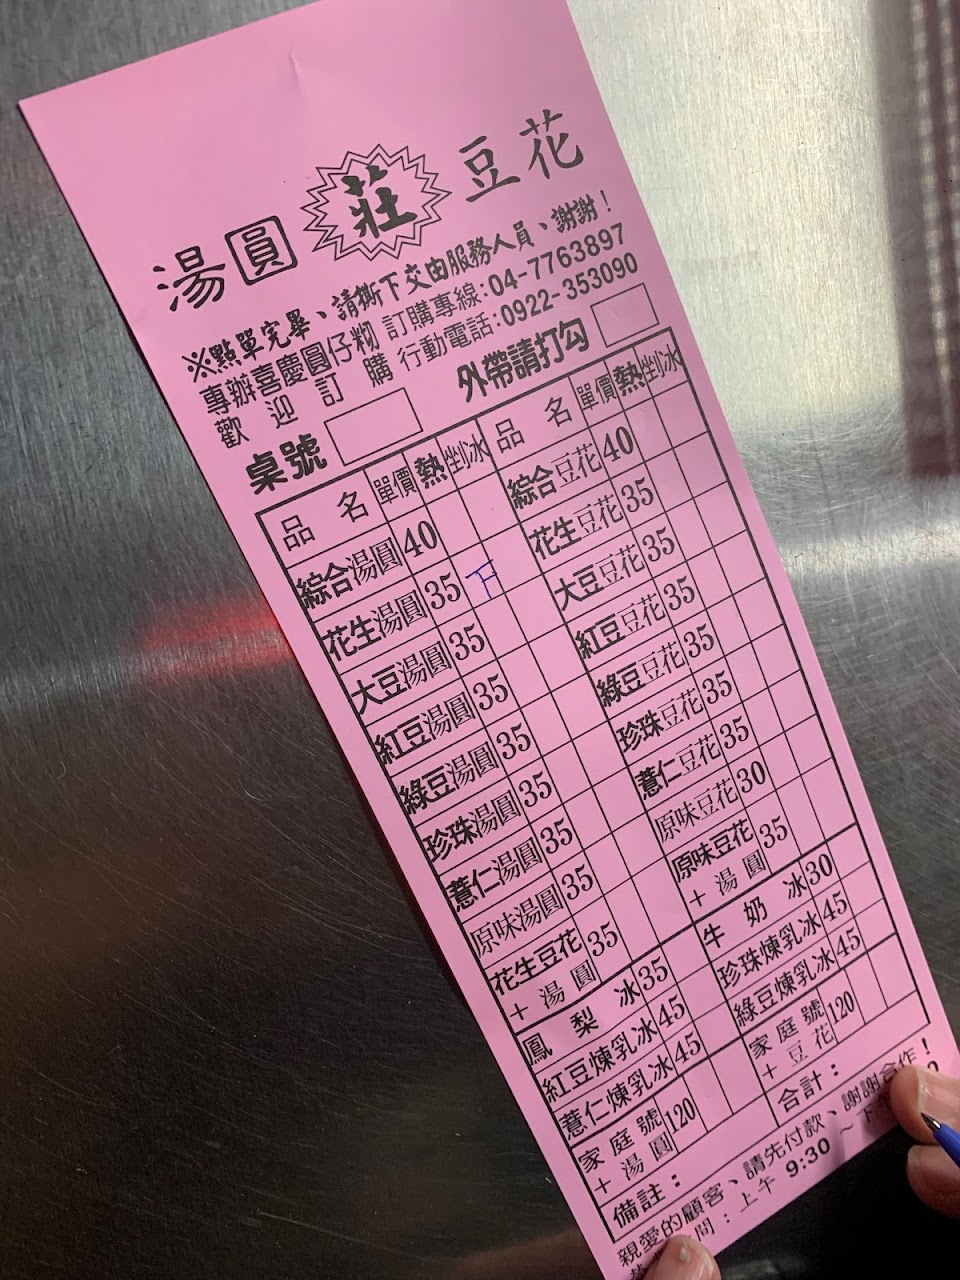 湯圓 莊 豆花
※點單完畢、請撕下交由服務人員、謝謝！
專辦喜慶圓仔粿 訂購專線:04-7763897
歡迎訂購 行動電話:0922-353090
桌號 外帶請打勾
品名 單價 熱 剉冰 品名 單價 熱 剉冰
綜合湯圓 40 綜合豆花 40
花生湯圓 35 下 花生豆花 35
大豆湯圓 35 大豆豆花 35
紅豆湯圓 35 紅豆豆花 35
綠豆湯圓 35 綠豆豆花 35
珍珠湯圓 35 珍珠豆花 35
薏仁湯圓 35 薏仁豆花 35
原味湯圓 35 原味豆花 30
花生豆花+湯圓 35 原味豆花+湯圓 35
鳳梨冰 35 牛奶冰 30
紅豆煉乳冰 45 珍珠煉乳冰 45
薏仁煉乳冰 45 綠豆煉乳冰 45
家庭號+湯圓 120 家庭號+豆花 120
備註： 合計：
親愛的顧客、請先付款、謝謝合作！
間：上午 9:30 ～下